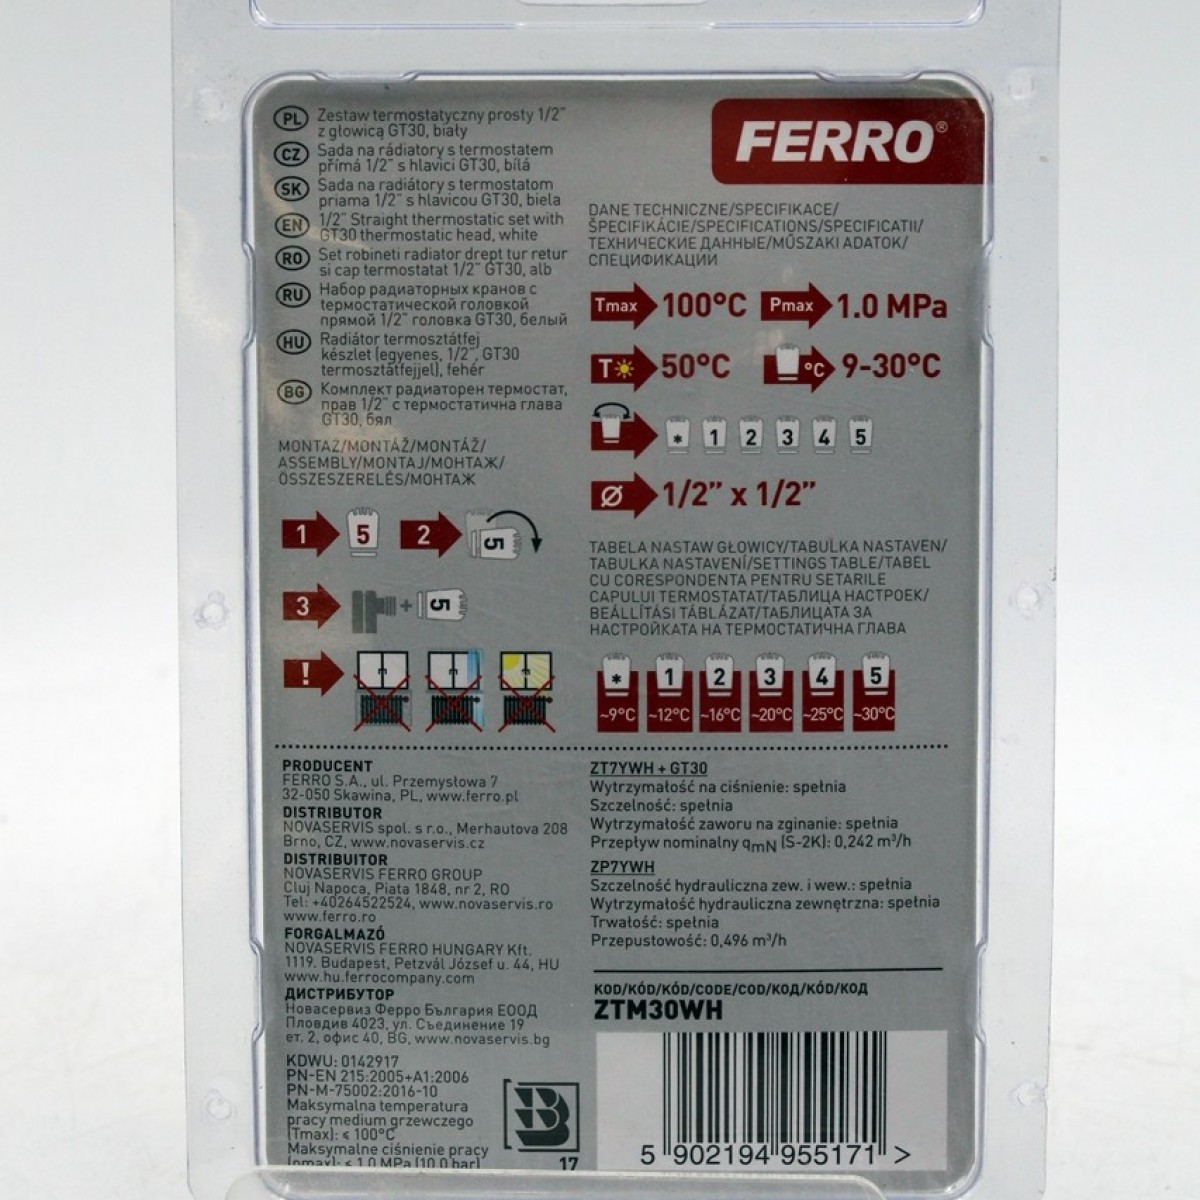 PL Zestaw termostatyczny prosty 1/2"
z głowicą GT30, biały
CZ Sada na rádiatory s termostatem
přímá 1/2" s hlavici GT30, bílá
SK Sada na radiátory s termostatom
priama 1/2" s hlavicou GT30, biela
EN 1/2" Straight thermostatic set with
GT30 thermostatic head, white
RO Set robineti radiator drept tur retur
si cap termostatat 1/2" GT30, alb
RU Набор радиаторных кранов с
термостатической головкой
прямой 1/2" головка GT30, белый
HU Radiátor termosztátfej
készlet (egyenes, 1/2", GT30
termosztátfejjel), fehér
BG Комплект радиаторен термостат,
прав 1/2" с термостатична глава
GT30, бял
MONTAŻ/MONTÁŽ/MONTÁŽ/
ASSEMBLY/MONTAJ/МОНТАЖ/
ÖSSZESZERELÉS/МОНТАЖ
1 5 2 5
3 + 5
!
FERRO®
DANE TECHNICZNE/SPECIFIKACE/
ŠPECIFIKÁCIE/SPECIFICATIONS/SPECIFICATII/
ТЕХНИЧЕСКИЕ ДАННЫЕ/MŰSZAKI ADATOK/
СПЕЦИФИКАЦИИ
Tmax 100°C Pmax 1.0 MPa
T 50°C °C 9-30°C
* 1 2 3 4 5
Ø 1/2" x 1/2"
TABELA NASTAW GŁOWICY/TABULKA NASTAVEN/
TABULKA NASTAVENÍ/SETTINGS TABLE/TABEL
CU CORESPONDENTA PENTRU SETARILE
CAPULUI TERMOSTATAT/ТАБЛИЦА НАСТРОЕК/
BEÁLLÍTÁSI TÁBLÁZAT/ТАБЛИЦАТА ЗА
НАСТРОЙКАТА НА ТЕРМОСТАТИЧНА ГЛАВА
* 1 2 3 4 5
~9°C ~12°C ~16°C ~20°C ~25°C ~30°C
PRODUCENT
FERRO S.A., ul. Przemysłowa 7
32-050 Skawina, PL, www.ferro.pl
DISTRIBUTOR
NOVASERVIS spol. s r.o., Merhautova 208
Brno, CZ, www.novaservis.cz
DISTRIBUITOR
NOVASERVIS FERRO GROUP
Cluj Napoca, Piata 1848, nr 2, RO
Tel: +40264522524, www.novaservis.ro
www.ferro.ro
FORGALMAZÓ
NOVASERVIS FERRO HUNGARY Kft.
1119. Budapest, Petzvál József u. 44, HU
www.hu.ferrocompany.com
ДИСТРИБУТОР
Новасервиз Ферро България ЕООД
Пловдив 4023, ул. Съединение 19
ет. 2, офис 40, BG, www.novaservis.bg
KDWU: 0142917
PN-EN 215:2005+A1:2006
PN-M-75002:2016-10
Maksymalna temperatura
pracy medium grzewczego
(Tmax): ≤ 100°C
Maksymalne ciśnienie pracy
(pmax): ≤ 1.0 MPa (10.0 bar)
B
17
ZT7YWH + GT30
Wytrzymałość na ciśnienie: spełnia
Szczelność: spełnia
Wytrzymałość zaworu na zginanie: spełnia
Przepływ nominalny qmN (S-2K): 0,242 m³/h
ZP7YWH
Szczelność hydrauliczna zew. i wew.: spełnia
Wytrzymałość hydrauliczna zewnętrzna: spełnia
Trwałość: spełnia
Przepustowość: 0,496 m³/h
KOD/KÓD/KÓD/CODE/COD/КОД/KÓD/КОД
ZTM30WH
5 902194 955171 >